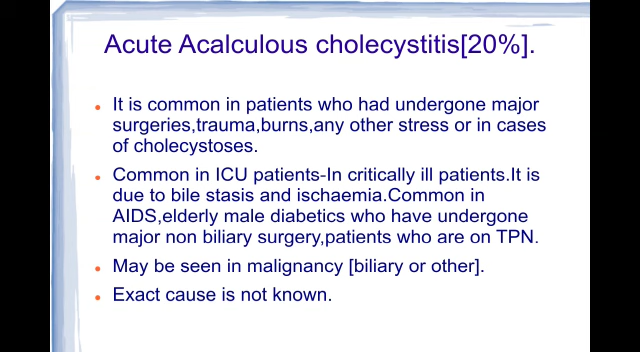 Acute Acalculous cholecystitis[20%].
It is common in patients who had undergone major
surgeries,trauma,burns,any other stress or in cases
of cholecystoses.
Common in ICU patients-In critically ill patients.It is
due to bile stasis and ischaemia.Common in
AIDS,elderly male diabetics who have undergone
major non biliary surgery,patients who are on TPN.
May be seen in malignancy [biliary or other].
Exact cause is not known.